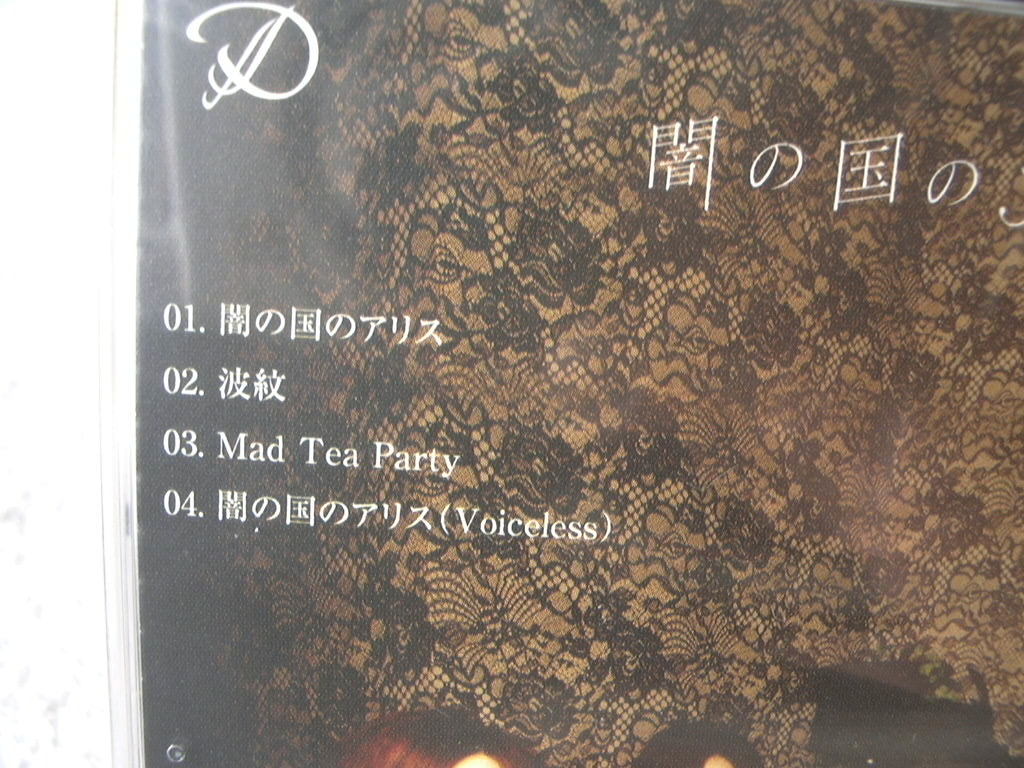 D
闇の国の
01. 闇の国のアリス
02. 波紋
03. Mad Tea Party
04. 闇の国のアリス(Voiceless)